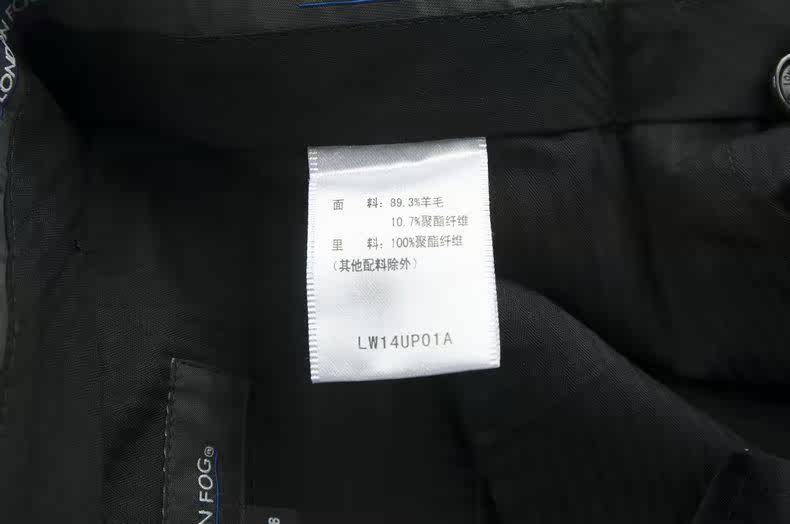 面 料：89.3%羊毛
10.7%聚酯纤维
里 料：100%聚酯纤维
（其他配料除外）
LW14UP01A
N FOG®